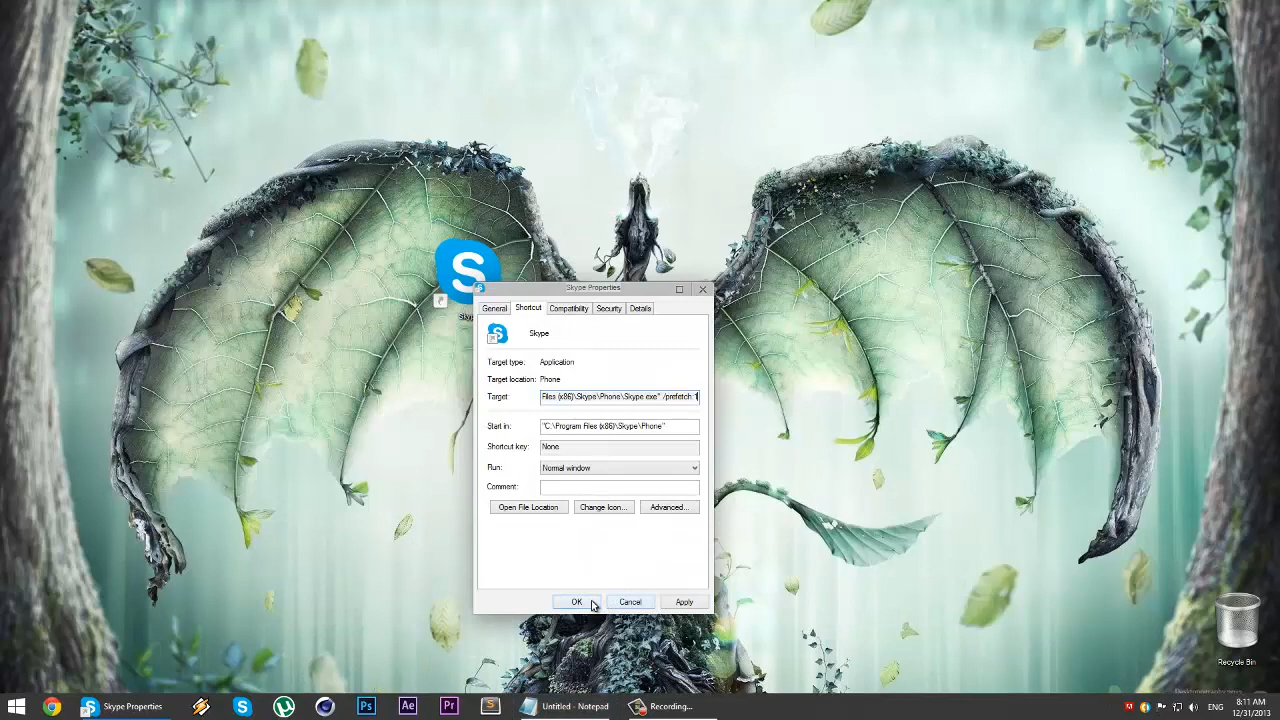 Skype Properties
General Shortcut Compatibility Security Details
Skype
Target type: Application
Target location: Phone
Target: Files (x86)\Skype\Phone\Skype.exe" /prefetch:1
Start in: "C:\Program Files (x86)\Skype\Phone"
Shortcut key: None
Run: Normal window
Comment:
Open File Location Change Icon... Advanced...
OK Cancel Apply
Recycle Bin
Skype Properties
Ps
Ae
Pr
S
Untitled - Notepad
Recording...
ENG
8:11 AM
12/31/2013